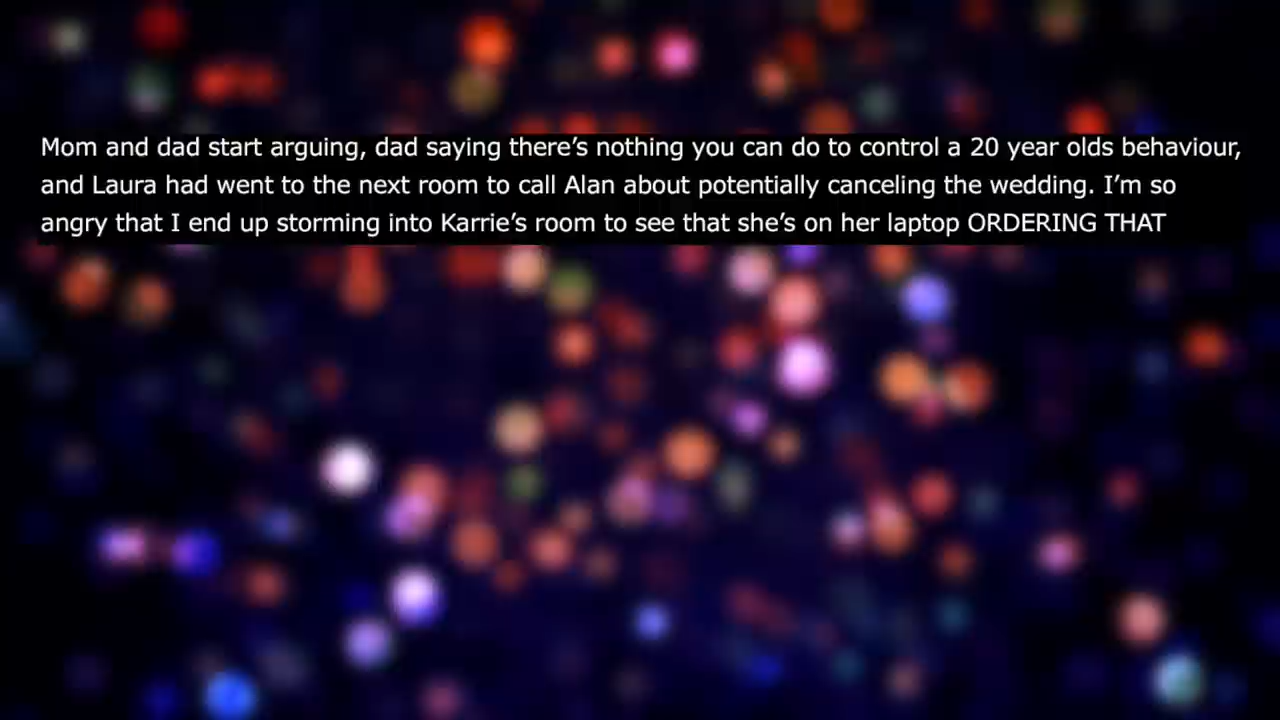 Mom and dad start arguing, dad saying there’s nothing you can do to control a 20 year olds behaviour,
and Laura had went to the next room to call Alan about potentially canceling the wedding. I’m so
angry that I end up storming into Karrie’s room to see that she’s on her laptop ORDERING THAT